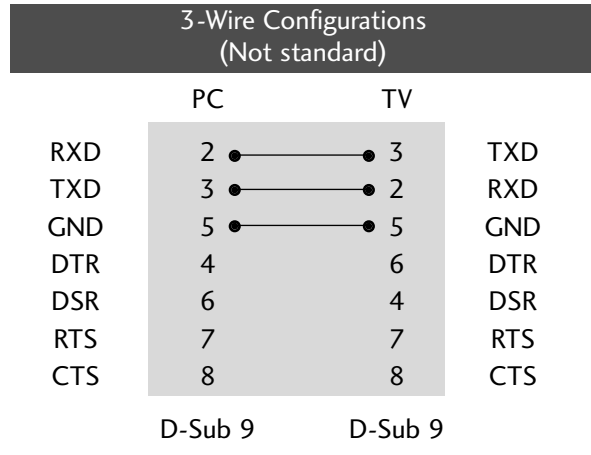 3-Wire Configurations
(Not standard)
PC TV
RXD 2 3 TXD
TXD 3 2 RXD
GND 5 5 GND
DTR 4 6 DTR
DSR 6 4 DSR
RTS 7 7 RTS
CTS 8 8 CTS
D-Sub 9 D-Sub 9